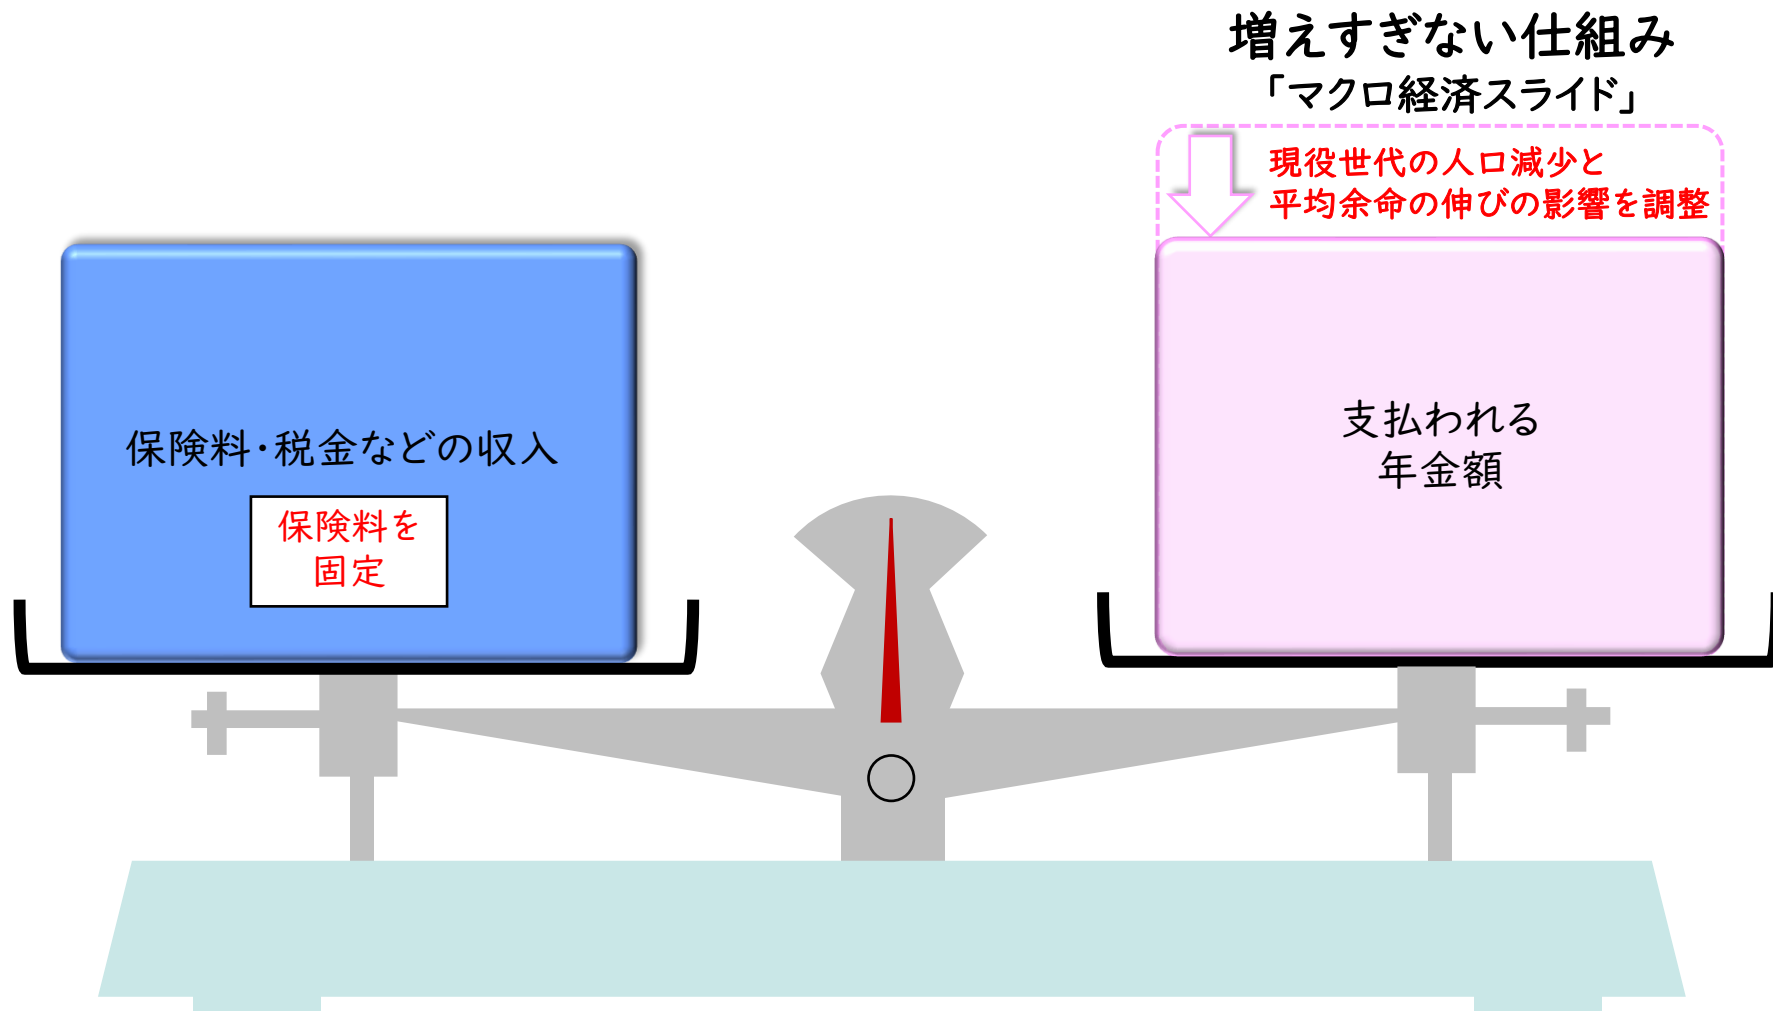 増えすぎない仕組み
「マクロ経済スライド」
現役世代の人口減少と
平均余命の伸びの影響を調整
保険料・税金などの収入
保険料を
固定
支払われる
年金額